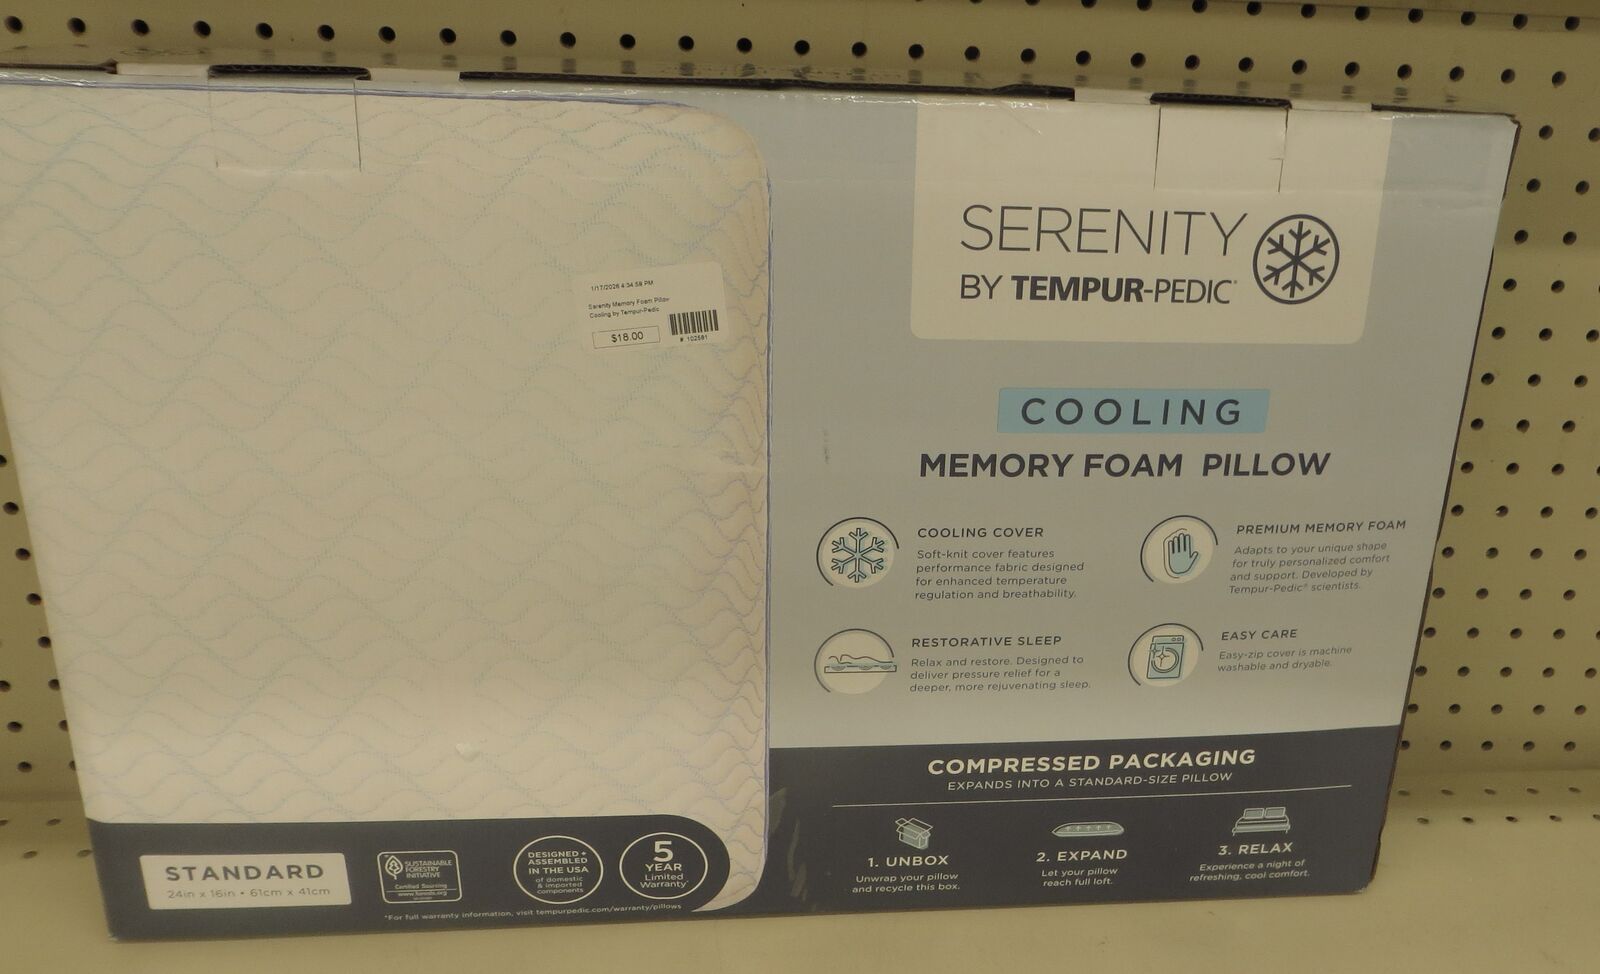 1/17/2026 4:34:59 PM
Serenity Memory Foam Pillow
Cooling by Tempur-Pedic
$18.00
# 102581
SERENITY
BY TEMPUR-PEDIC®
COOLING
MEMORY FOAM PILLOW
COOLING COVER
Soft-knit cover features
performance fabric designed
for enhanced temperature
regulation and breathability.
PREMIUM MEMORY FOAM
Adapts to your unique shape
for truly personalized comfort
and support. Developed by
Tempur-Pedic® scientists.
RESTORATIVE SLEEP
Relax and restore. Designed to
deliver pressure relief for a
deeper, more rejuvenating sleep.
EASY CARE
Easy-zip cover is machine
washable and dryable.
COMPRESSED PACKAGING
EXPANDS INTO A STANDARD-SIZE PILLOW
1. UNBOX
Unwrap your pillow
and recycle this box.
2. EXPAND
Let your pillow
reach full loft.
3. RELAX
Experience a night of
refreshing, cool comfort.
STANDARD
24in x 16in • 61cm x 41cm
SUSTAINABLE
FORESTRY
INITIATIVE
Certified Sourcing
www.forests.org
DESIGNED +
ASSEMBLED
IN THE USA
of domestic
& imported
components
5
YEAR
Limited
Warranty*
*For full warranty information, visit tempurpedic.com/warranty/pillows